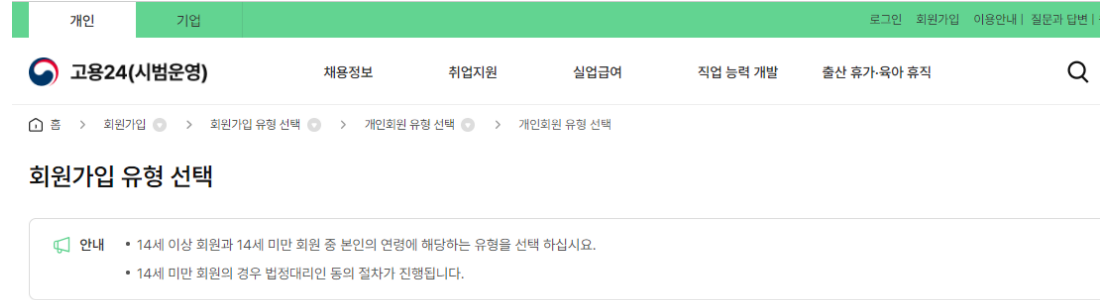 개인 기업 로그인 회원가입 이용안내 | 질문과 답변 |
고용24(시범운영) 채용정보 취업지원 실업급여 직업 능력 개발 출산 휴가·육아 휴직
홈 > 회원가입 > 회원가입 유형 선택 > 개인회원 유형 선택 > 개인회원 유형 선택
회원가입 유형 선택
안내 • 14세 이상 회원과 14세 미만 회원 중 본인의 연령에 해당하는 유형을 선택 하십시요.
• 14세 미만 회원의 경우 법정대리인 동의 절차가 진행됩니다.